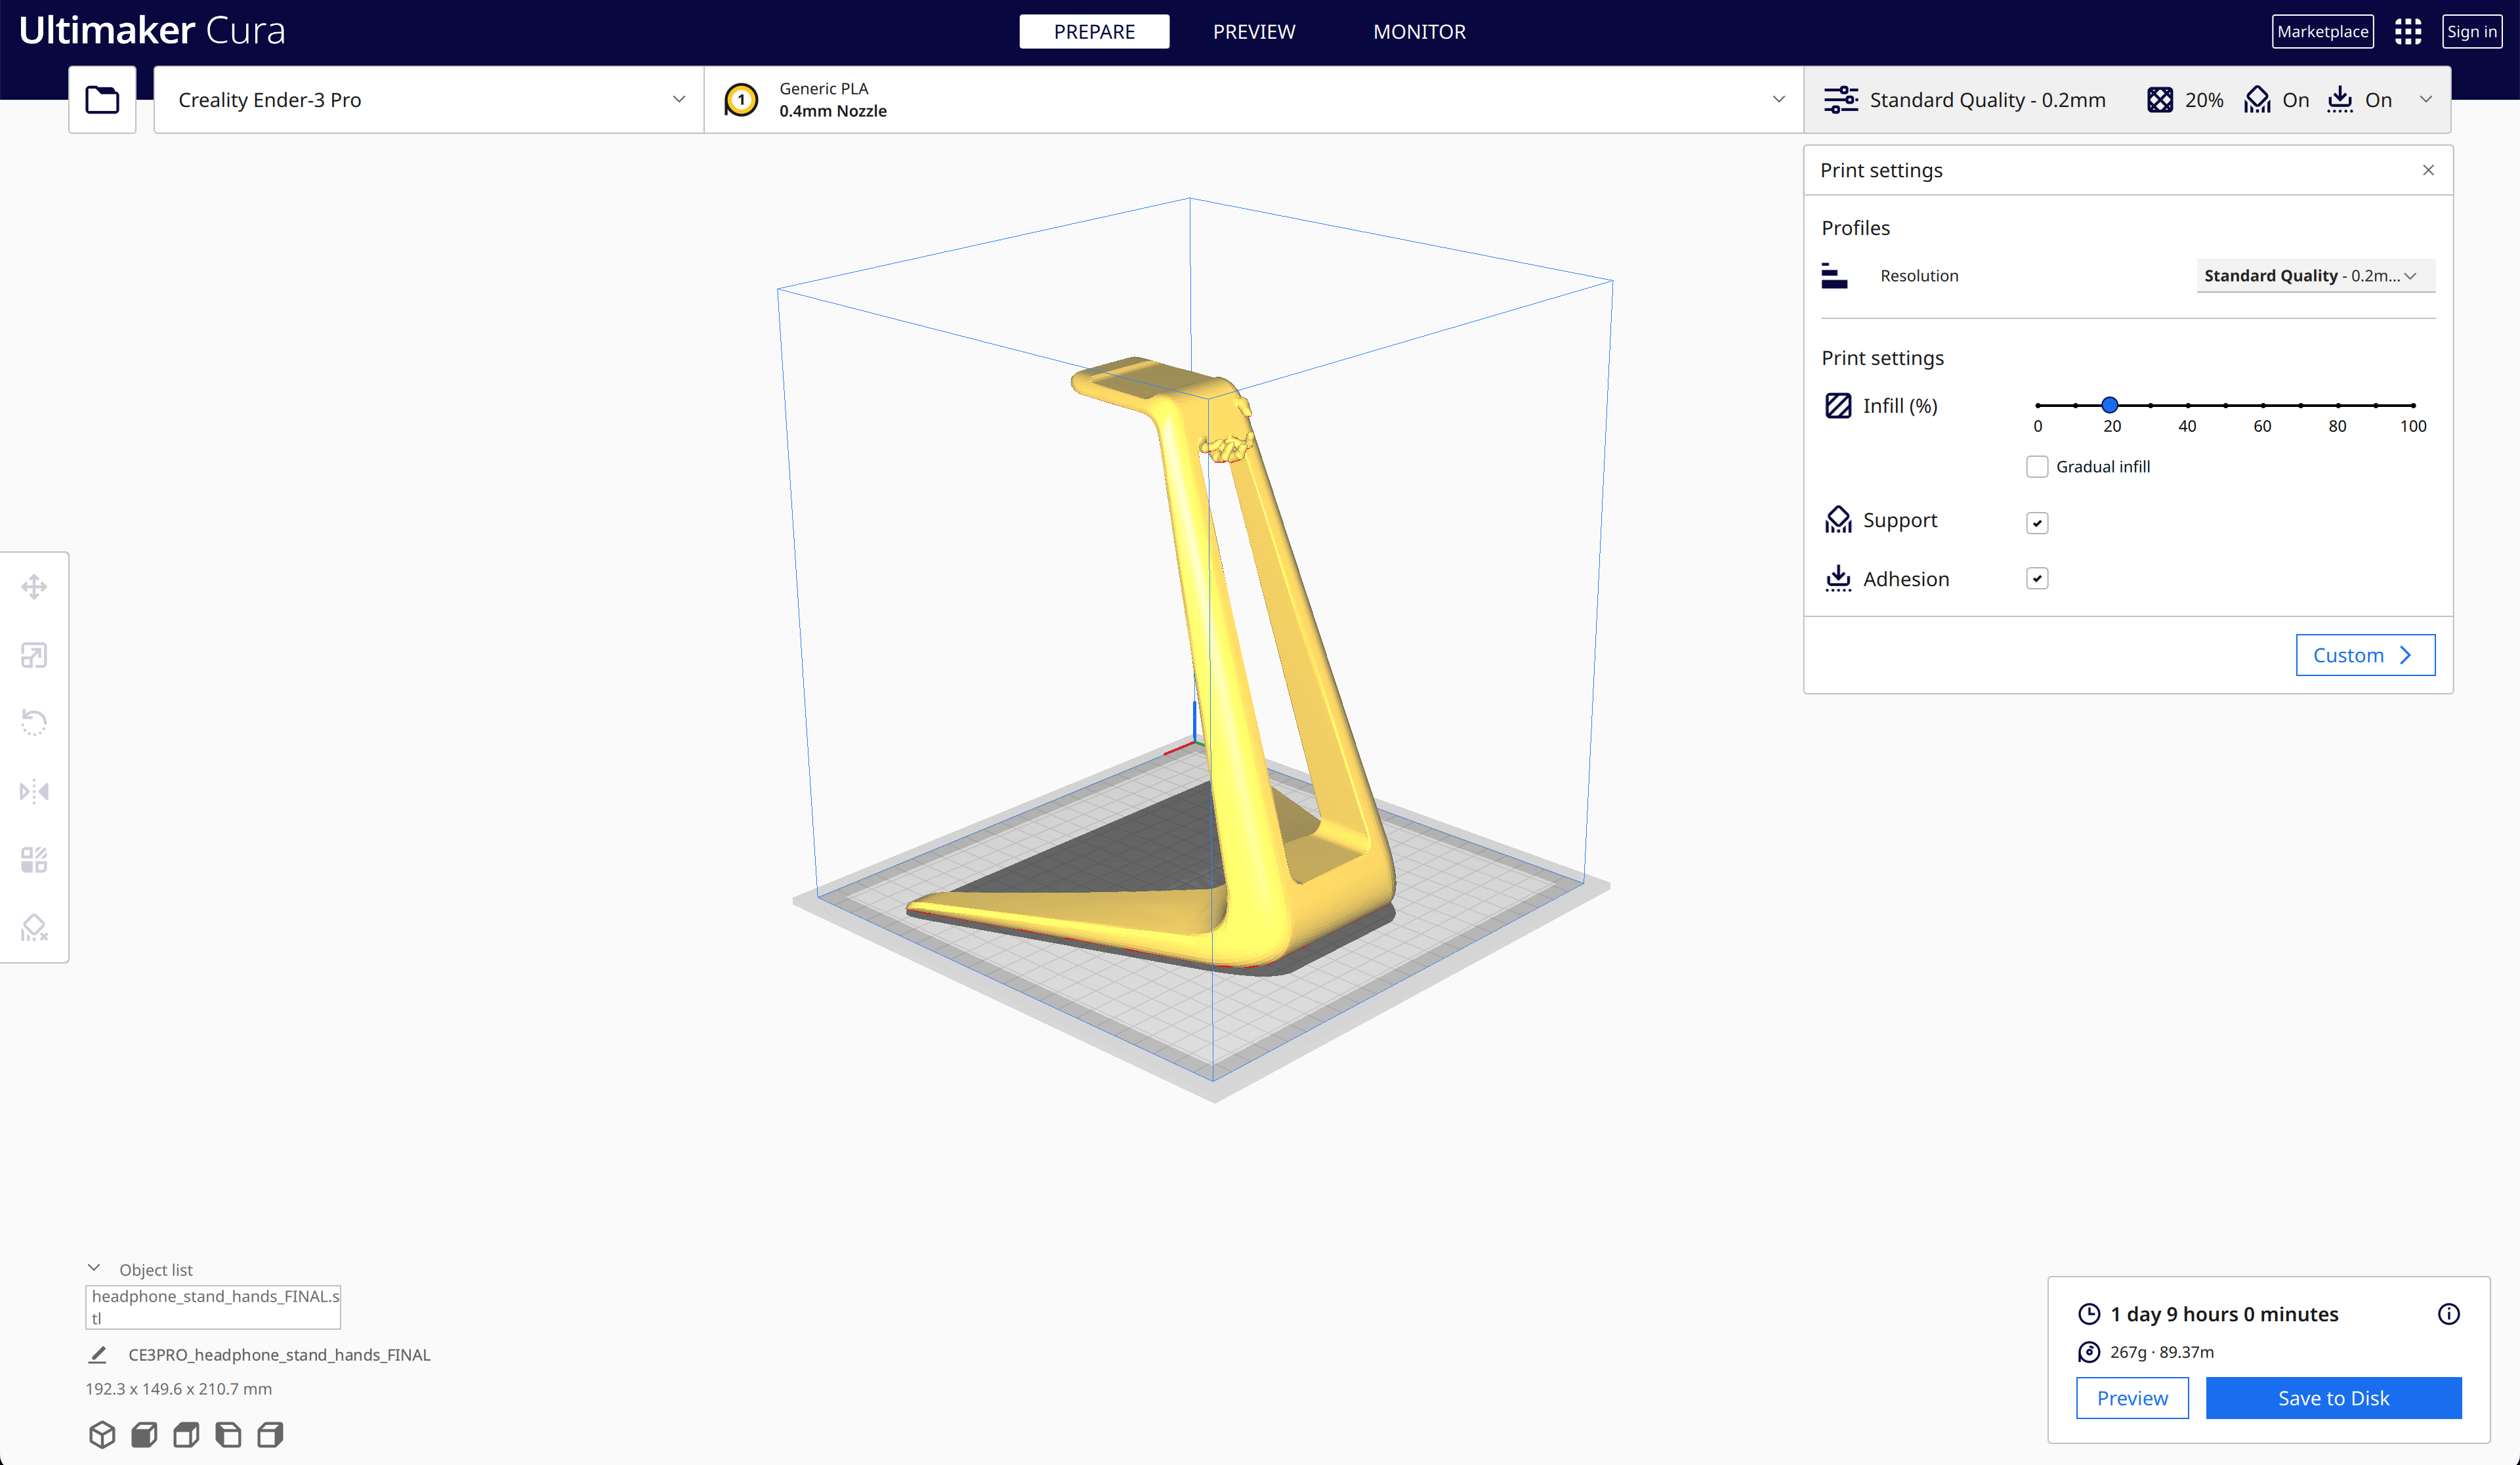 Ultimaker Cura
PREPARE
PREVIEW
MONITOR
Marketplace
Sign in
Creality Ender-3 Pro
1
Generic PLA
0.4mm Nozzle
Standard Quality - 0.2mm
20%
On
On
Print settings
Profiles
Resolution
Standard Quality - 0.2m...
Print settings
Infill (%)
0 20 40 60 80 100
Gradual infill
Support
Adhesion
Custom
Object list
headphone_stand_hands_FINAL.s
tl
CE3PRO_headphone_stand_hands_FINAL
192.3 x 149.6 x 210.7 mm
1 day 9 hours 0 minutes
267g · 89.37m
Preview
Save to Disk